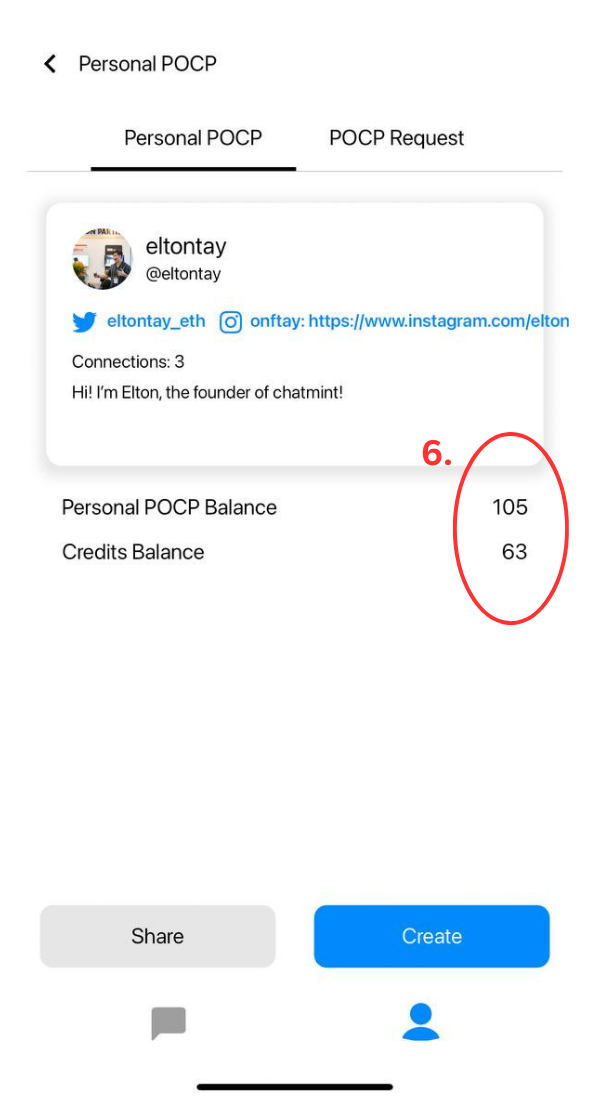 Personal POCP
Personal POCP POCP Request
eltontay
@eltontay
eltontay_eth onftay: https://www.instagram.com/elton
Connections: 3
Hi! I'm Elton, the founder of chatmint!
6.
Personal POCP Balance 105
Credits Balance 63
Share Create